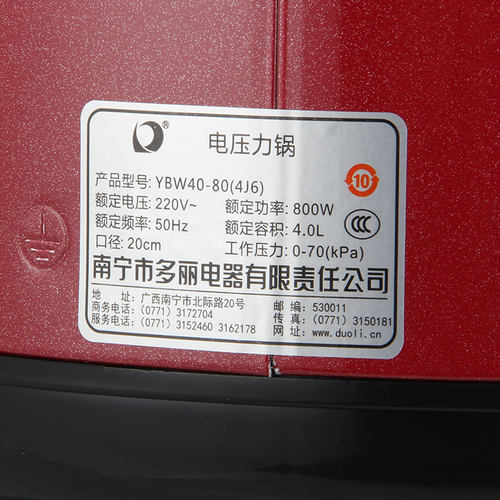 ®
电压力锅
产品型号: YBW40-80(4J6)
额定电压: 220V~ 额定功率: 800W
额定频率: 50Hz 额定容积: 4.0L
口径: 20cm 工作压力: 0-70(kPa)
10
CCC
南宁市多丽电器有限责任公司
地 址: 广西南宁市北际路20号 邮 编: 530011
商务电话: (0771) 3172704 传 真: (0771) 3150181
服务电话: (0771) 3152460 3162178 网 址: www.duoli.cn